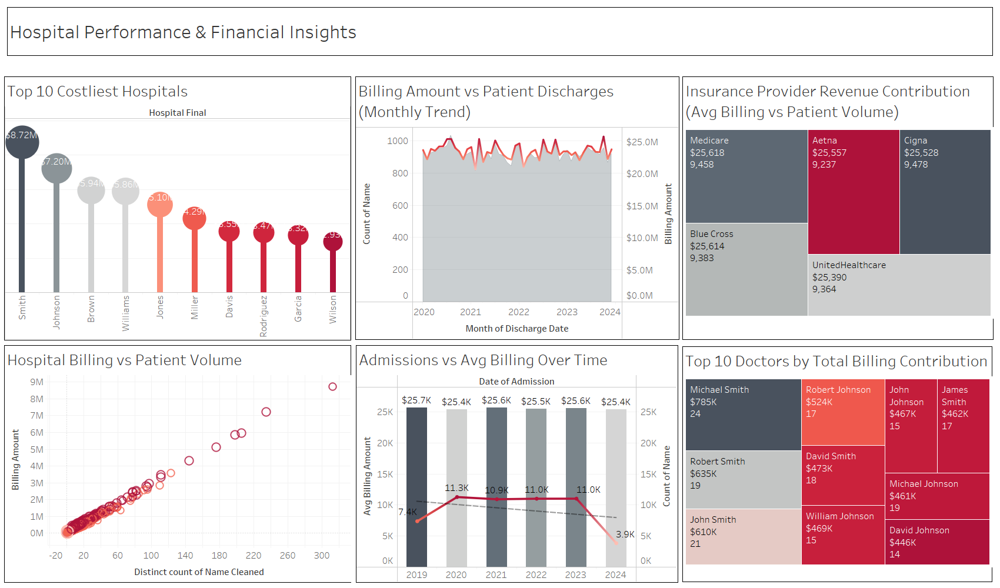 Hospital Performance & Financial Insights
Top 10 Costliest Hospitals
Hospital Final
$8.72M
$7.20M
5.94M
5.86M
5.10M
4.29M
3.55
3.47
3.32
2.93
Smith
Johnson
Brown
Williams
Jones
Miller
Davis
Rodriguez
Garcia
Wilson
Billing Amount vs Patient Discharges
(Monthly Trend)
Count of Name
1000
800
600
400
200
0
$25.0M
$20.0M
$15.0M
$10.0M
$5.0M
$0.0M
Billing Amount
2020
2021
2022
2023
2024
Month of Discharge Date
Insurance Provider Revenue Contribution
(Avg Billing vs Patient Volume)
Medicare
$25,618
9,458
Blue Cross
$25,614
9,383
Aetna
$25,557
9,237
Cigna
$25,528
9,478
UnitedHealthcare
$25,390
9,364
Hospital Billing vs Patient Volume
Billing Amount
9M
8M
7M
6M
5M
4M
3M
2M
1M
0M
-20
20
60
100
140
180
220
260
300
Distinct count of Name Cleaned
Admissions vs Avg Billing Over Time
Date of Admission
Avg Billing Amount
25K
20K
15K
10K
5K
0K
$25.7K
$25.4K
$25.6K
$25.5K
$25.6K
$25.4K
7.4K
11.3K
10.9K
11.0K
11.0K
3.9K
25K
20K
15K
10K
5K
0K
Count of Name
2019
2020
2021
2022
2023
2024
Top 10 Doctors by Total Billing Contribution
Michael Smith
$785K
24
Robert Smith
$635K
19
John Smith
$610K
21
Robert Johnson
$524K
17
David Smith
$473K
18
William Johnson
$469K
15
John
Johnson
$467K
15
James
Smith
$462K
17
Michael Johnson
$461K
19
David Johnson
$446K
14